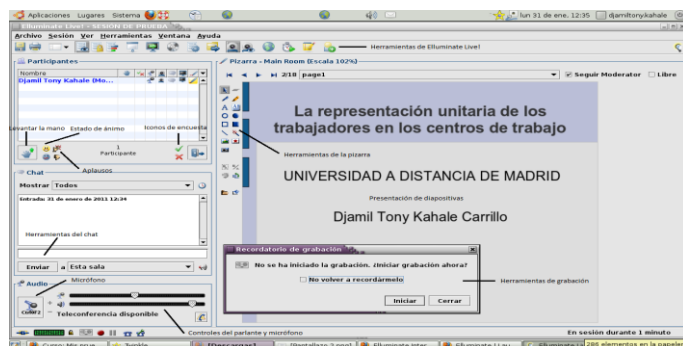 Aplicaciones Lugares Sistema
lun 31 de ene, 12:35
djamiltonykahale
Elluminate Live! - SESIÓN DE PRUEBA
Archivo Sesión Ver Herramientas Ventana Ayuda
Herramientas de Elluminate Live!
Participantes
Nombre
Djamil Tony Kahale (Mo...
Levantar la mano
Estado de ánimo
Iconos de encuesta
1
Participante
Aplausos
Chat
Mostrar Todos
Entrada: 31 de enero de 2011 12:34
Herramientas del chat
Enviar a Esta sala
Audio
Micrófono
Teleconferencia disponible
Controles del parlante y micrófono
Pizarra - Main Room (Escala 102%)
2/18 page1
Seguir Moderator
Libre
La representación unitaria de los
trabajadores en los centros de trabajo
Herramientas de la pizarra
UNIVERSIDAD A DISTANCIA DE MADRID
Presentación de diapositivas
Djamil Tony Kahale Carrillo
Recordatorio de grabación
No se ha iniciado la grabación. ¿Iniciar grabación ahora?
No volver a recordármelo
Iniciar
Cerrar
Herramientas de grabación
En sesión durante 1 minuto
286 elementos en la papeler